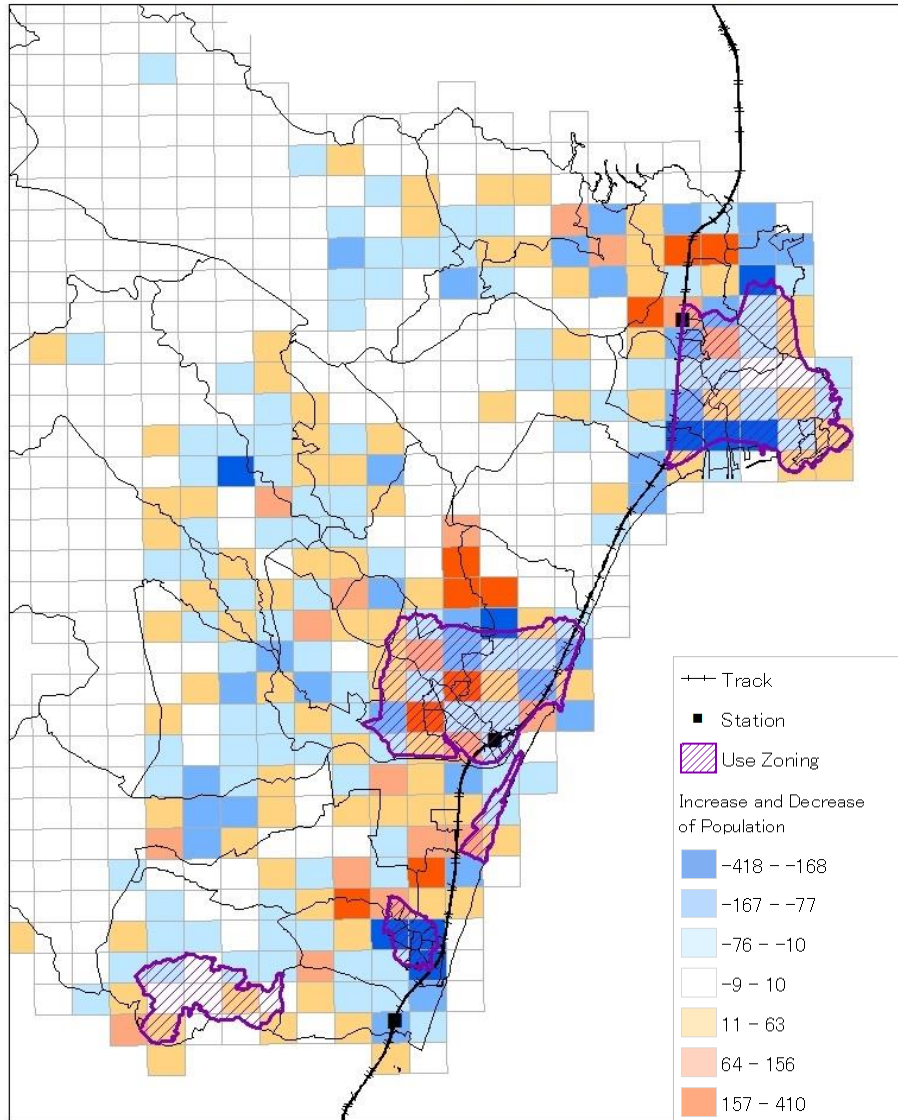 Track
Station
Use Zoning
Increase and Decrease
of Population
-418 - -168
-167 - -77
-76 - -10
-9 - 10
11 - 63
64 - 156
157 - 410